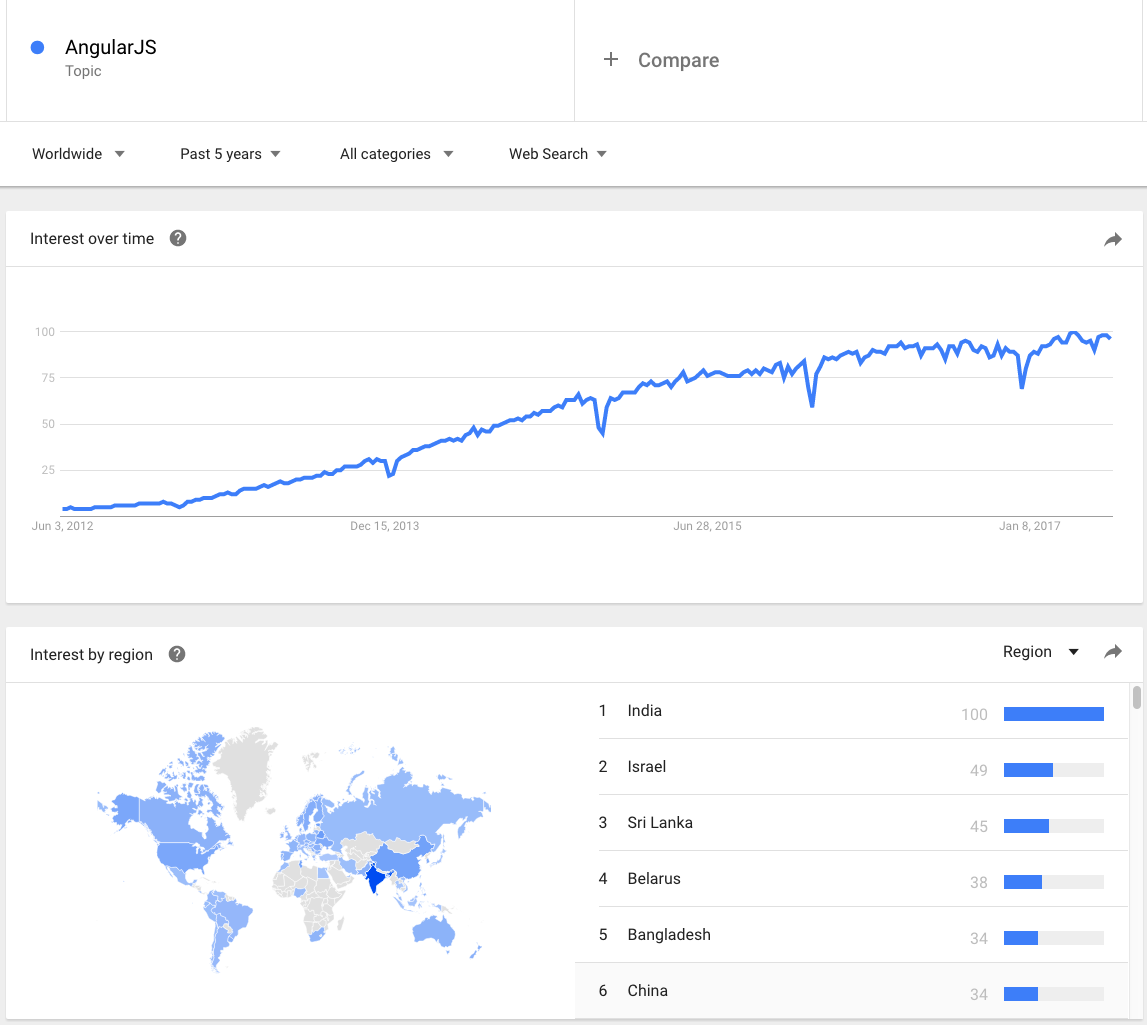 AngularJS
Topic
+ Compare
Worldwide Past 5 years All categories Web Search
Interest over time ?
100
75
50
25
Jun 3, 2012 Dec 15, 2013 Jun 28, 2015 Jan 8, 2017
Interest by region ?
Region
1 India 100
2 Israel 49
3 Sri Lanka 45
4 Belarus 38
5 Bangladesh 34
6 China 34